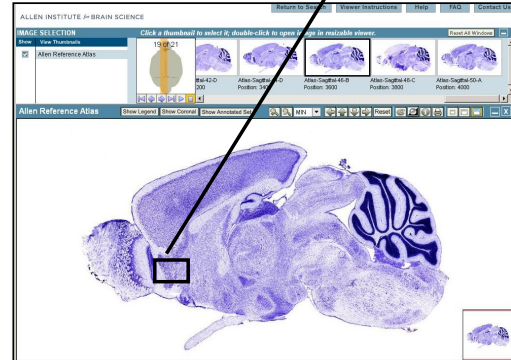 Return to Search Viewer Instructions Help FAQ Contact Us
ALLEN INSTITUTE for BRAIN SCIENCE
IMAGE SELECTION Click a thumbnail to select it; double-click to open image in resizable viewer. Reset All Windows
Show View Thumbnails
Allen Reference Atlas
19 of 21
Atlas-Sagittal-46-B Atlas-Sagittal-48-C Atlas-Sagittal-50-A
Position: 3600 Position: 3800 Position: 4000
Allen Reference Atlas Show Legend Show Coronal Show Annotated Set MIN Reset